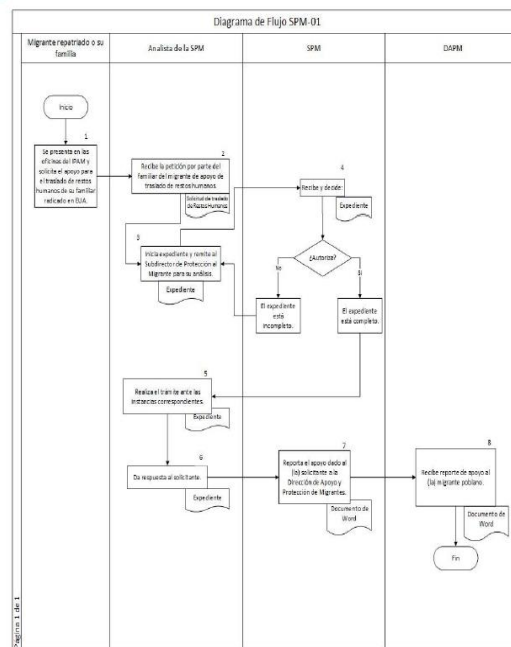 Diagrama de Flujo SPM-01
Migrante repatriado o su
familia
Analista de la SPM
SPM
DAPM
Inicio
1
Se presenta en las
oficinas del IPAM y
solicita el apoyo para
el traslado de restos
humanos de su familiar
radicado en EUA.
2
Recibe la petición por parte del
Familiar del migrante de apoyo de
traslado de restos humanos.
Solicitud de traslado
de Restos Humanos
3
Inicia expediente y remite al
Subdirector de Protección al
Migrante para su análisis.
Expediente
4
Recibe y decide:
Expediente
¿Autoriza?
No
Si
El expediente
está
incompleto.
El expediente
está completo.
5
Realiza el trámite ante las
instancias correspondientes.
Expediente
6
Da respuesta al solicitante.
Expediente
7
Reporta el apoyo dado al
(la) solicitante a la
Dirección de Apoyo y
Protección de Migrantes.
Documento de
Word
8
Recibe reporte de apoyo al
(la) migrante poblano.
Documento de
Word
Fin
Página 1 de 1